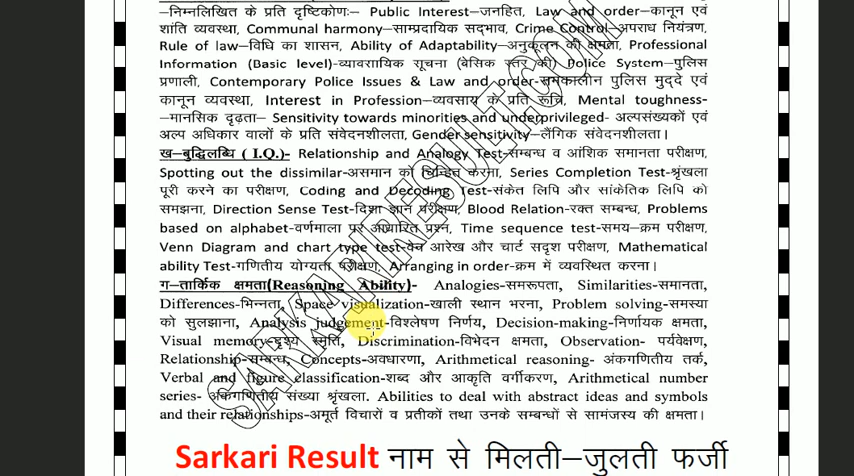 –निम्नलिखित के प्रति दृष्टिकोणः– Public Interest–जनहित, Law and order–कानून एवं
शांति व्यवस्था, Communal harmony–साम्प्रदायिक सद्भाव, Crime Control–अपराध नियंत्रण,
Rule of law–विधि का शासन, Ability of Adaptability–अनुकूलन की क्षमता, Professional
Information (Basic level)–व्यावसायिक सूचना (बेसिक स्तर की) Police System–पुलिस
प्रणाली, Contemporary Police Issues & Law and order–समकालीन पुलिस मुद्दे एवं
कानून व्यवस्था, Interest in Profession–व्यवसाय के प्रति रूचि, Mental toughness-
–मानसिक दृढ़ता– Sensitivity towards minorities and underprivileged–अल्पसंख्यकों एवं
अल्प अधिकार वालों के प्रति संवेदनशीलता, Gender sensitivity–लैंगिक संवेदनशीलता।
ख–बुद्धिलब्धि ( I.Q.)- Relationship and Analogy Test–सम्बन्ध व आंशिक समानता परीक्षण,
Spotting out the dissimilar–असमान को चिन्हित करना, Series Completion Test–श्रृंखला
पूरी करने का परीक्षण, Coding and Decoding Test–संकेत लिपि और सांकेतिक लिपि को
समझना, Direction Sense Test–दिशा ज्ञान परीक्षण, Blood Relation–रक्त सम्बन्ध, Problems
based on alphabet–वर्णमाला पर आधारित प्रश्न, Time sequence test–समय–क्रम परीक्षण,
Venn Diagram and chart type test–वेन आरेख और चार्ट सदृश परीक्षण, Mathematical
ability Test–गणितीय योग्यता परीक्षण, Arranging in order–क्रम में व्यवस्थित करना।
ग–तार्किक क्षमता(Reasoning Ability)- Analogies–समरूपता, Similarities–समानता,
Differences–भिन्नता, Space visualization–खाली स्थान भरना, Problem solving–समस्या
को सुलझाना, Analysis judgement–विश्लेषण निर्णय, Decision-making–निर्णायक क्षमता,
Visual memory–दृश्य स्मृति, Discrimination–विभेदन क्षमता, Observation- पर्यवेक्षण,
Relationship–सम्बन्ध, Concepts–अवधारणा, Arithmetical reasoning- अंकगणितीय तर्क,
Verbal and figure classification–शब्द और आकृति वर्गीकरण, Arithmetical number
series- अंकगणितीय संख्या श्रृंखला. Abilities to deal with abstract ideas and symbols
and their relationships–अमूर्त विचारों व प्रतीकों तथा उनके सम्बन्धों से सामंजस्य की क्षमता।
SARKARIRESULT.COM
Sarkari Result नाम से मिलती–जुलती फर्जी